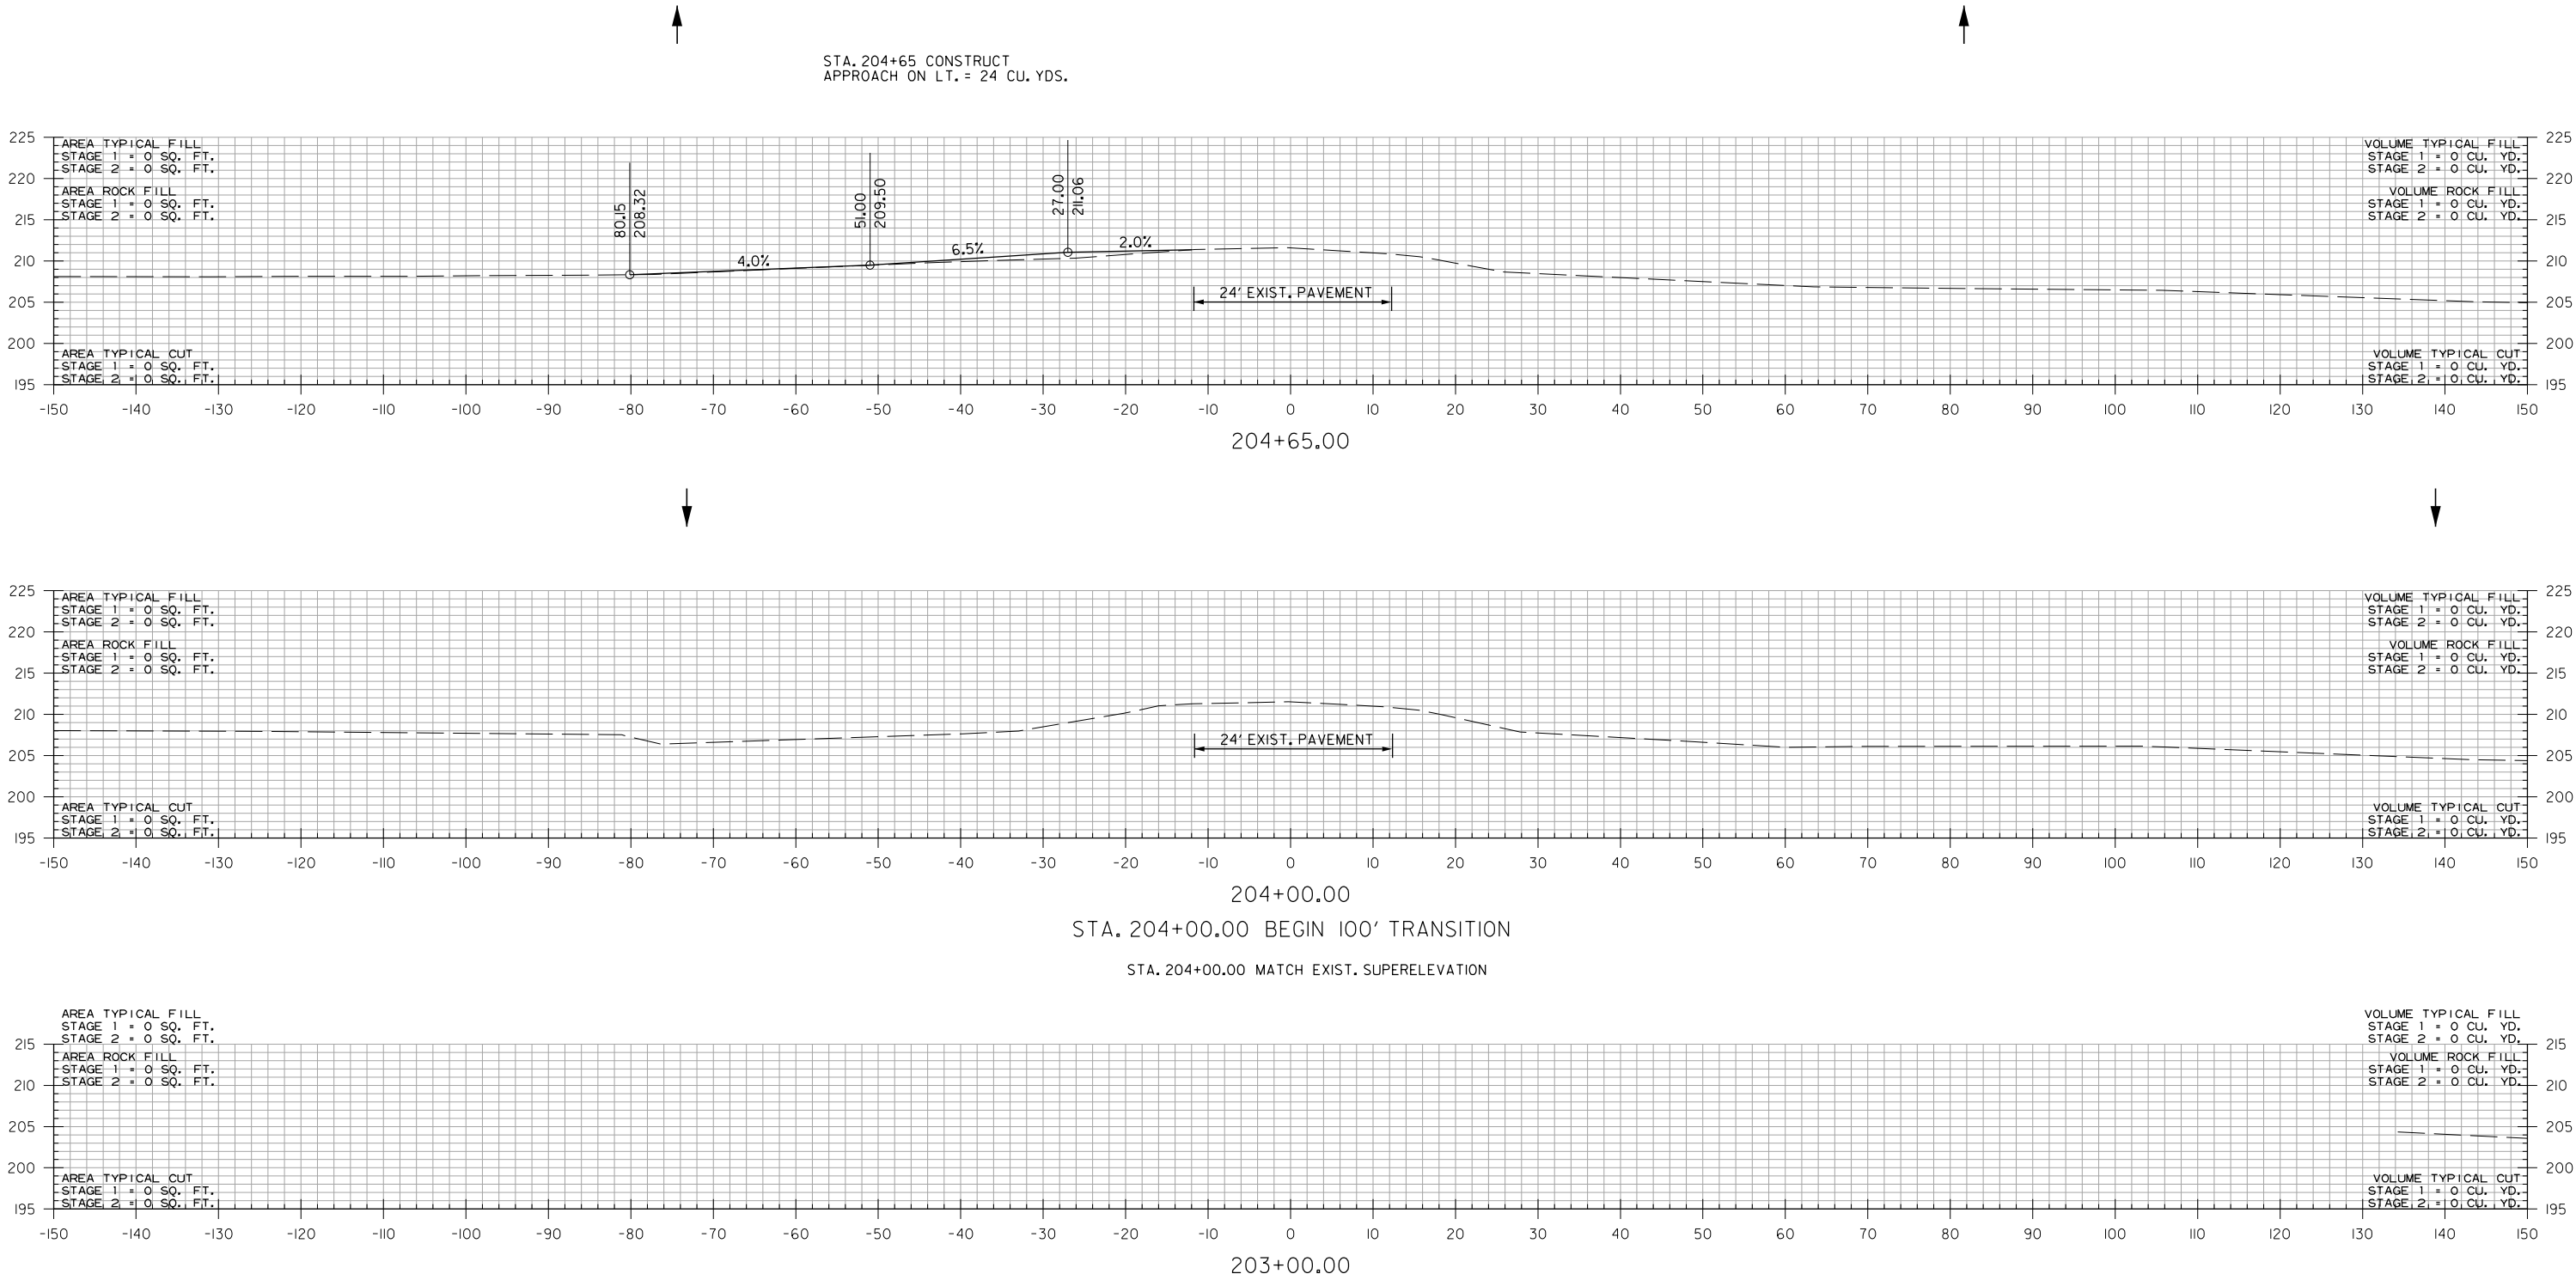 STA. 204+65 CONSTRUCT
APPROACH ON LT. = 24 CU. YDS.
225
220
215
210
205
200
195
AREA TYPICAL FILL
STAGE 1 = 0 SQ. FT.
STAGE 2 = 0 SQ. FT.
AREA ROCK FILL
STAGE 1 = 0 SQ. FT.
STAGE 2 = 0 SQ. FT.
AREA TYPICAL CUT
STAGE 1 = 0 SQ. FT.
STAGE 2 = 0 SQ. FT.
80.15
208.32
4.0%
51.00
209.50
6.5%
27.00
211.06
2.0%
24' EXIST. PAVEMENT
VOLUME TYPICAL FILL
STAGE 1 = 0 CU. YD.
STAGE 2 = 0 CU. YD.
VOLUME ROCK FILL
STAGE 1 = 0 CU. YD.
STAGE 2 = 0 CU. YD.
VOLUME TYPICAL CUT
STAGE 1 = 0 CU. YD.
STAGE 2 = 0 CU. YD.
225
220
215
210
205
200
195
-150 -140 -130 -120 -110 -100 -90 -80 -70 -60 -50 -40 -30 -20 -10 0 10 20 30 40 50 60 70 80 90 100 110 120 130 140 150
204+65.00
225
220
215
210
205
200
195
AREA TYPICAL FILL
STAGE 1 = 0 SQ. FT.
STAGE 2 = 0 SQ. FT.
AREA ROCK FILL
STAGE 1 = 0 SQ. FT.
STAGE 2 = 0 SQ. FT.
AREA TYPICAL CUT
STAGE 1 = 0 SQ. FT.
STAGE 2 = 0 SQ. FT.
24' EXIST. PAVEMENT
VOLUME TYPICAL FILL
STAGE 1 = 0 CU. YD.
STAGE 2 = 0 CU. YD.
VOLUME ROCK FILL
STAGE 1 = 0 CU. YD.
STAGE 2 = 0 CU. YD.
VOLUME TYPICAL CUT
STAGE 1 = 0 CU. YD.
STAGE 2 = 0 CU. YD.
225
220
215
210
205
200
195
-150 -140 -130 -120 -110 -100 -90 -80 -70 -60 -50 -40 -30 -20 -10 0 10 20 30 40 50 60 70 80 90 100 110 120 130 140 150
204+00.00
STA. 204+00.00 BEGIN 100' TRANSITION
STA. 204+00.00 MATCH EXIST. SUPERELEVATION
215
210
205
200
195
AREA TYPICAL FILL
STAGE 1 = 0 SQ. FT.
STAGE 2 = 0 SQ. FT.
AREA ROCK FILL
STAGE 1 = 0 SQ. FT.
STAGE 2 = 0 SQ. FT.
AREA TYPICAL CUT
STAGE 1 = 0 SQ. FT.
STAGE 2 = 0 SQ. FT.
VOLUME TYPICAL FILL
STAGE 1 = 0 CU. YD.
STAGE 2 = 0 CU. YD.
VOLUME ROCK FILL
STAGE 1 = 0 CU. YD.
STAGE 2 = 0 CU. YD.
VOLUME TYPICAL CUT
STAGE 1 = 0 CU. YD.
STAGE 2 = 0 CU. YD.
215
210
205
200
195
-150 -140 -130 -120 -110 -100 -90 -80 -70 -60 -50 -40 -30 -20 -10 0 10 20 30 40 50 60 70 80 90 100 110 120 130 140 150
203+00.00